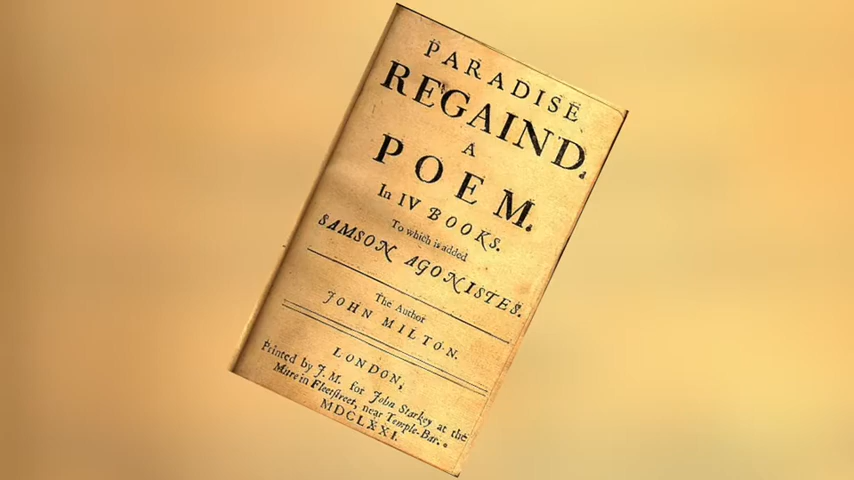 PARADISE
REGAIND.
A
POEM.
In IV BOOKS.
To which is added
SAMSON AGONISTES.
The Author
JOHN MILTON.
LONDON,
Printed by J. M. for John Starkey at the
Mitre in Fleetstreet, near Temple-Bar.
MDCLXXI.